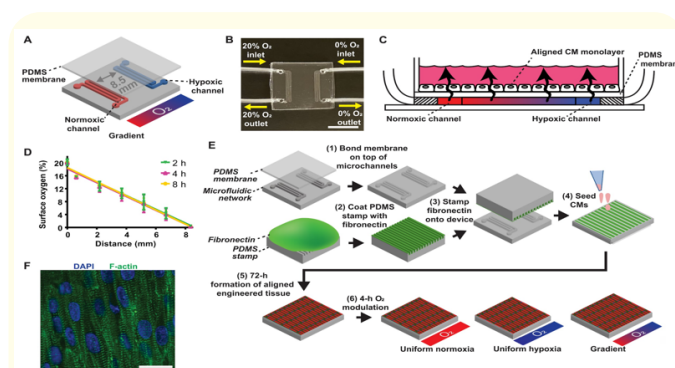 A
PDMS
membrane
8.5
mm
Hypoxic
channel
Normoxic
channel
O₂
Gradient
B
20% O₂
inlet
0% O₂
inlet
20% O₂
outlet
0% O₂
outlet
C
Aligned CM monolayer
PDMS
membran
Normoxic channel
Hypoxic channel
D
Surface oxygen (%)
20
16
12
8
4
0
0
2
4
6
8
Distance (mm)
2 h
4 h
8 h
E
PDMS
membrane
Microfluidic
network
(1) Bond membrane
on top of
microchannels
(2) Coat PDMS
stamp with
fibronectin
Fibronectin
PDMS
stamp
(3) Stamp
fibronectin
onto device
(4) Seed
CMs
(5) 72-h
formation of aligned
engineered tissue
(6) 4-h O₂
modulation
O₂
Uniform normoxia
O₂
Uniform hypoxia
O₂
Gradient
F
DAPI
F-actin